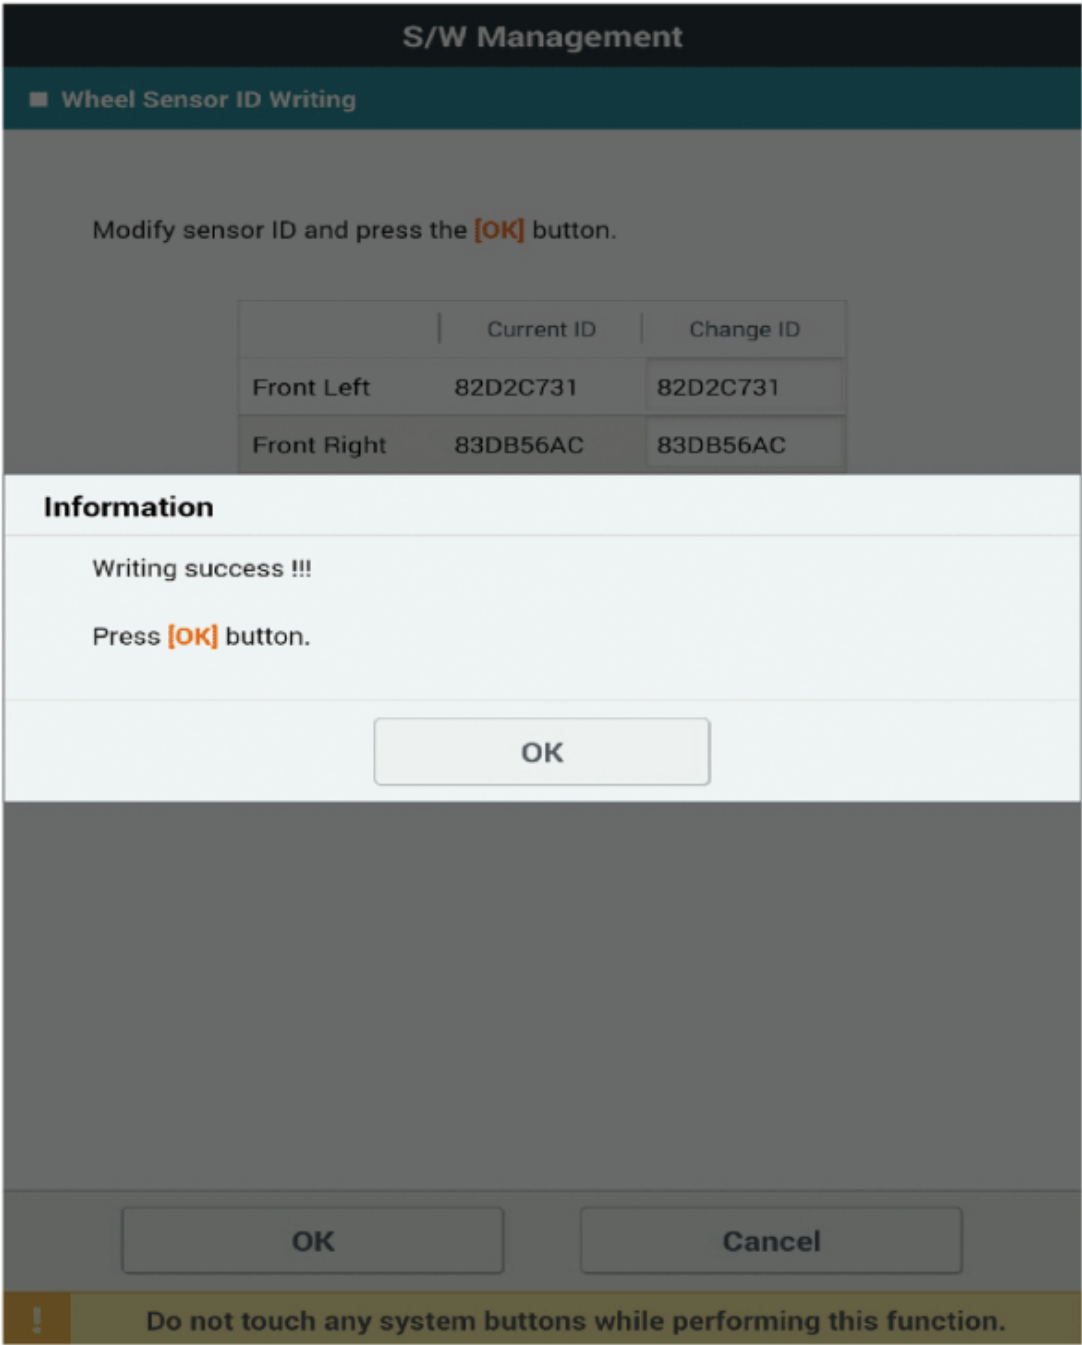 S/W Management
Wheel Sensor ID Writing
Modify sensor ID and press the [OK] button.
Current ID Change ID
Front Left 82D2C731 82D2C731
Front Right 83DB56AC 83DB56AC
Information
Writing success !!!
Press [OK] button.
OK
OK Cancel
! Do not touch any system buttons while performing this function.